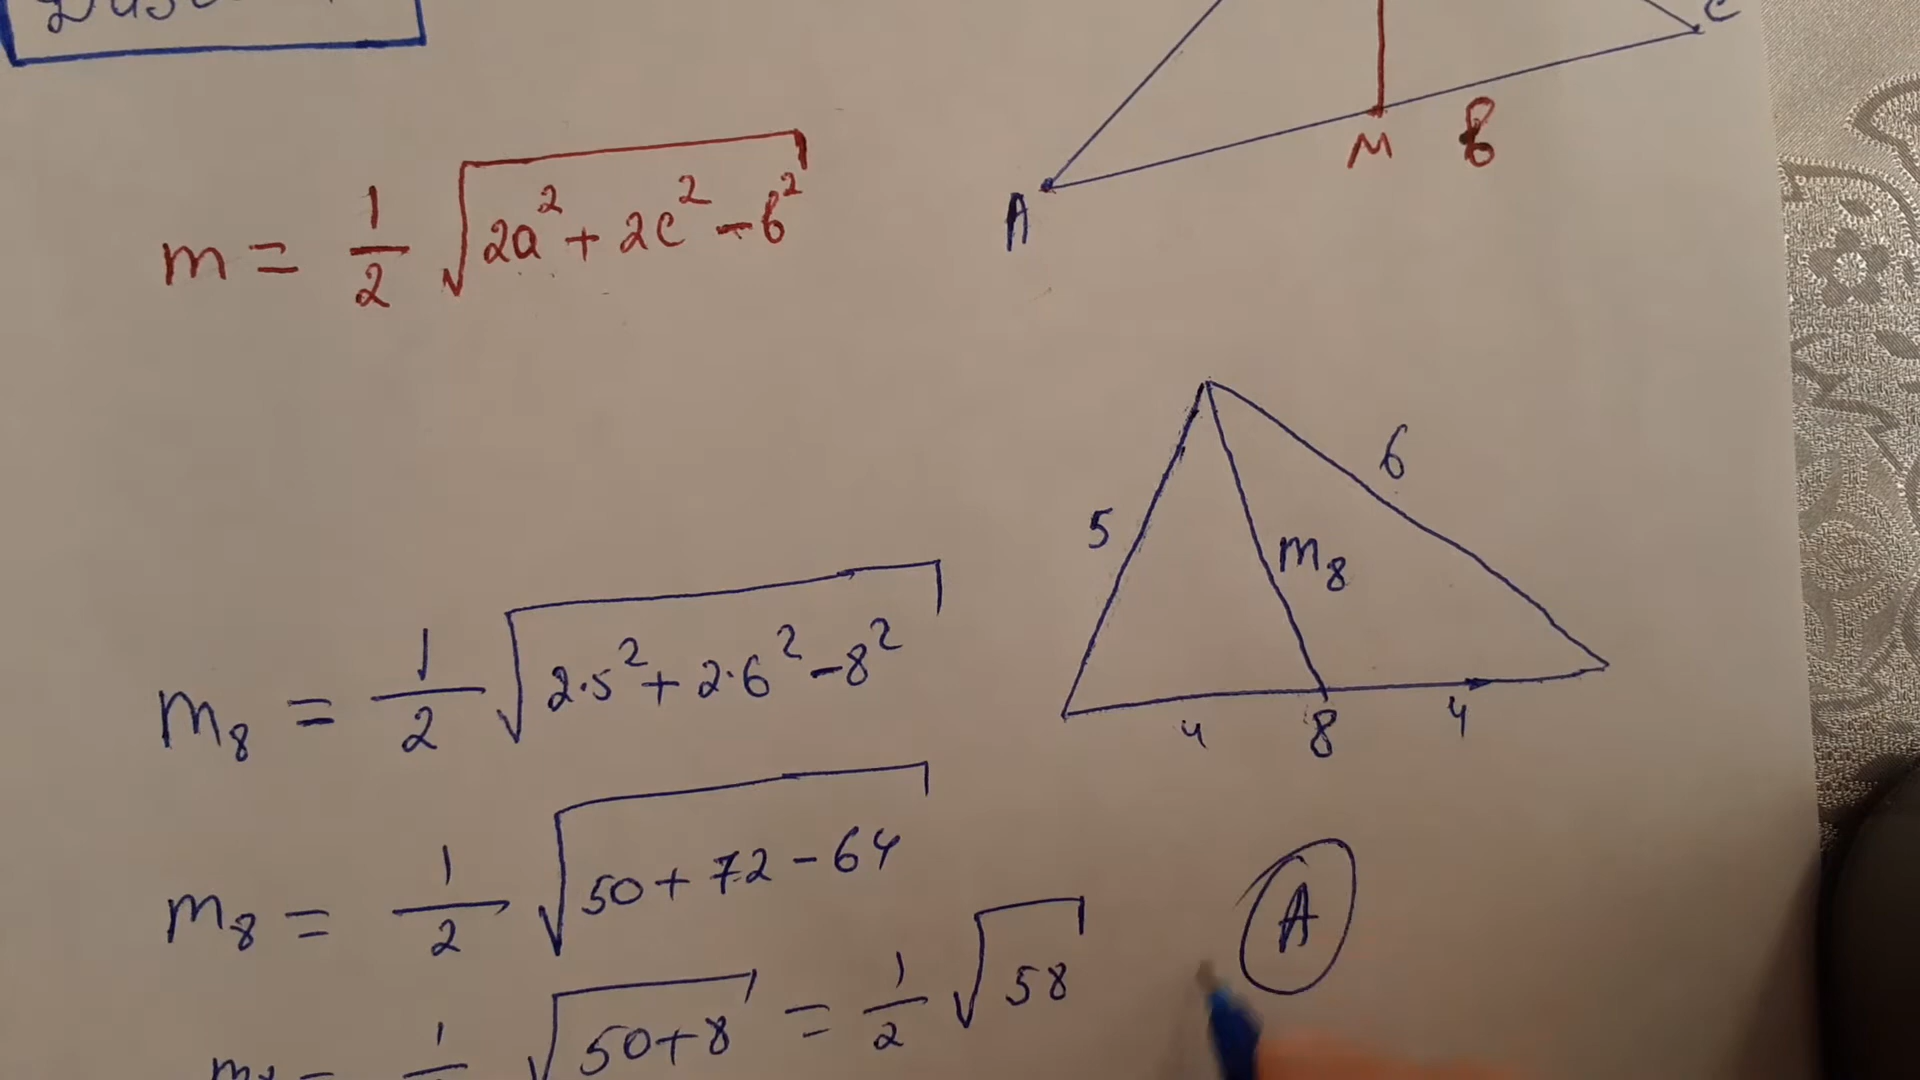 C
M b
A
m = 1/2 √(2a² + 2c² − b²)
6
5
m₈
m₈ = 1/2 √(2·5² + 2·6² − 8²)
4 8 4
m₈ = 1/2 √(50 + 72 − 64)
A
√(50+8) = 1/2 √58